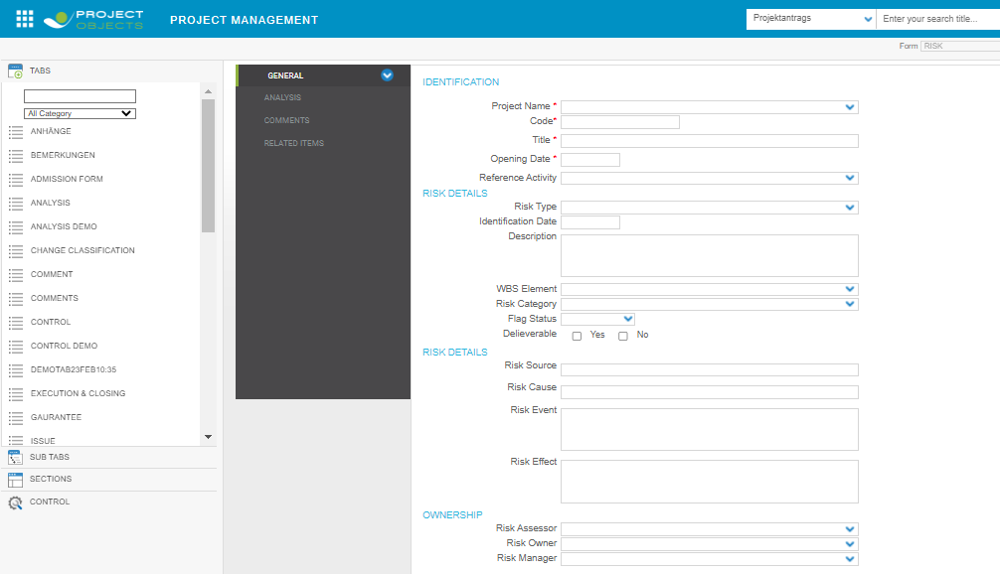 PROJECT
OBJECTS
PROJECT MANAGEMENT
Projektantrags
Enter your search title...
Form
RISK
TABS
All Category
ANHÄNGE
BEMERKUNGEN
ADMISSION FORM
ANALYSIS
ANALYSIS DEMO
CHANGE CLASSIFICATION
COMMENT
COMMENTS
CONTROL
CONTROL DEMO
DEMOTAB23FEB10:35
EXECUTION & CLOSING
GAURANTEE
ISSUE
SUB TABS
SECTIONS
CONTROL
GENERAL
ANALYSIS
COMMENTS
RELATED ITEMS
IDENTIFICATION
Project Name *
Code*
Title *
Opening Date *
Reference Activity
RISK DETAILS
Risk Type
Identification Date
Description
WBS Element
Risk Category
Flag Status
Delieverable
Yes
No
RISK DETAILS
Risk Source
Risk Cause
Risk Event
Risk Effect
OWNERSHIP
Risk Assessor
Risk Owner
Risk Manager